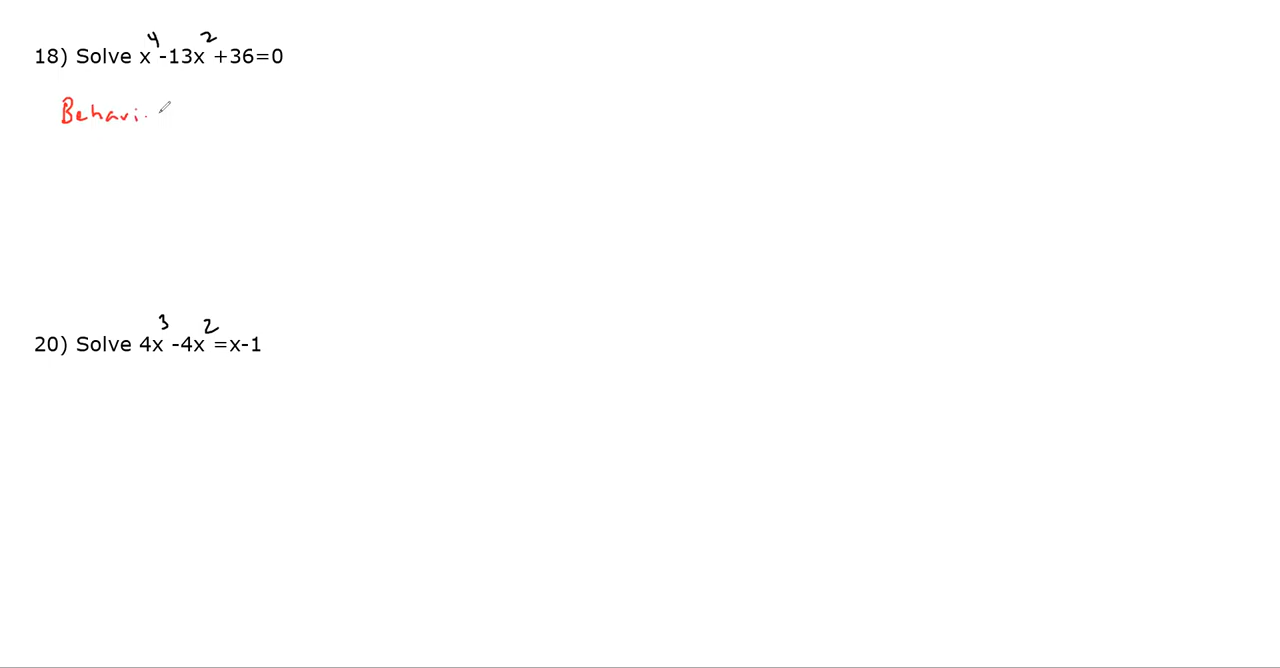 18) Solve x⁴-13x²+36=0
Behavi.
20) Solve 4x³-4x²=x-1